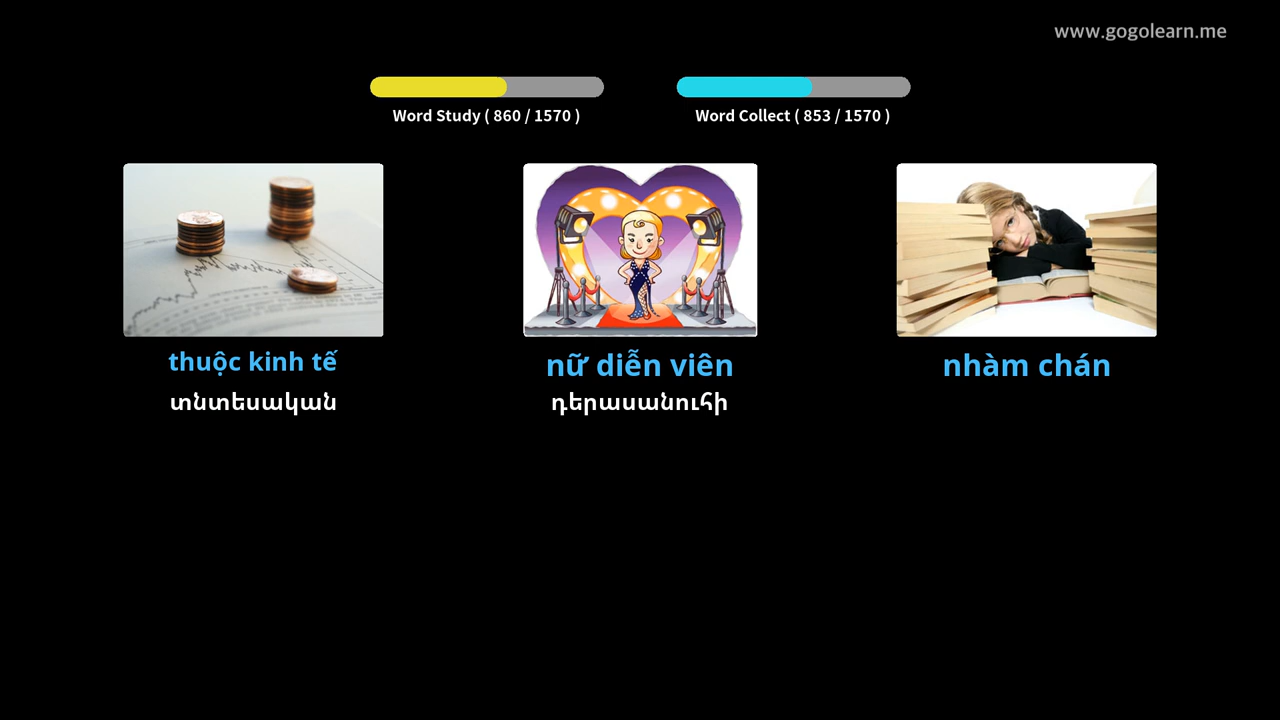 www.gogolearn.me
Word Study ( 860 / 1570 )
Word Collect ( 853 / 1570 )
thuộc kinh tế
տնտեսական
nữ diễn viên
դերասանուհի
nhàm chán